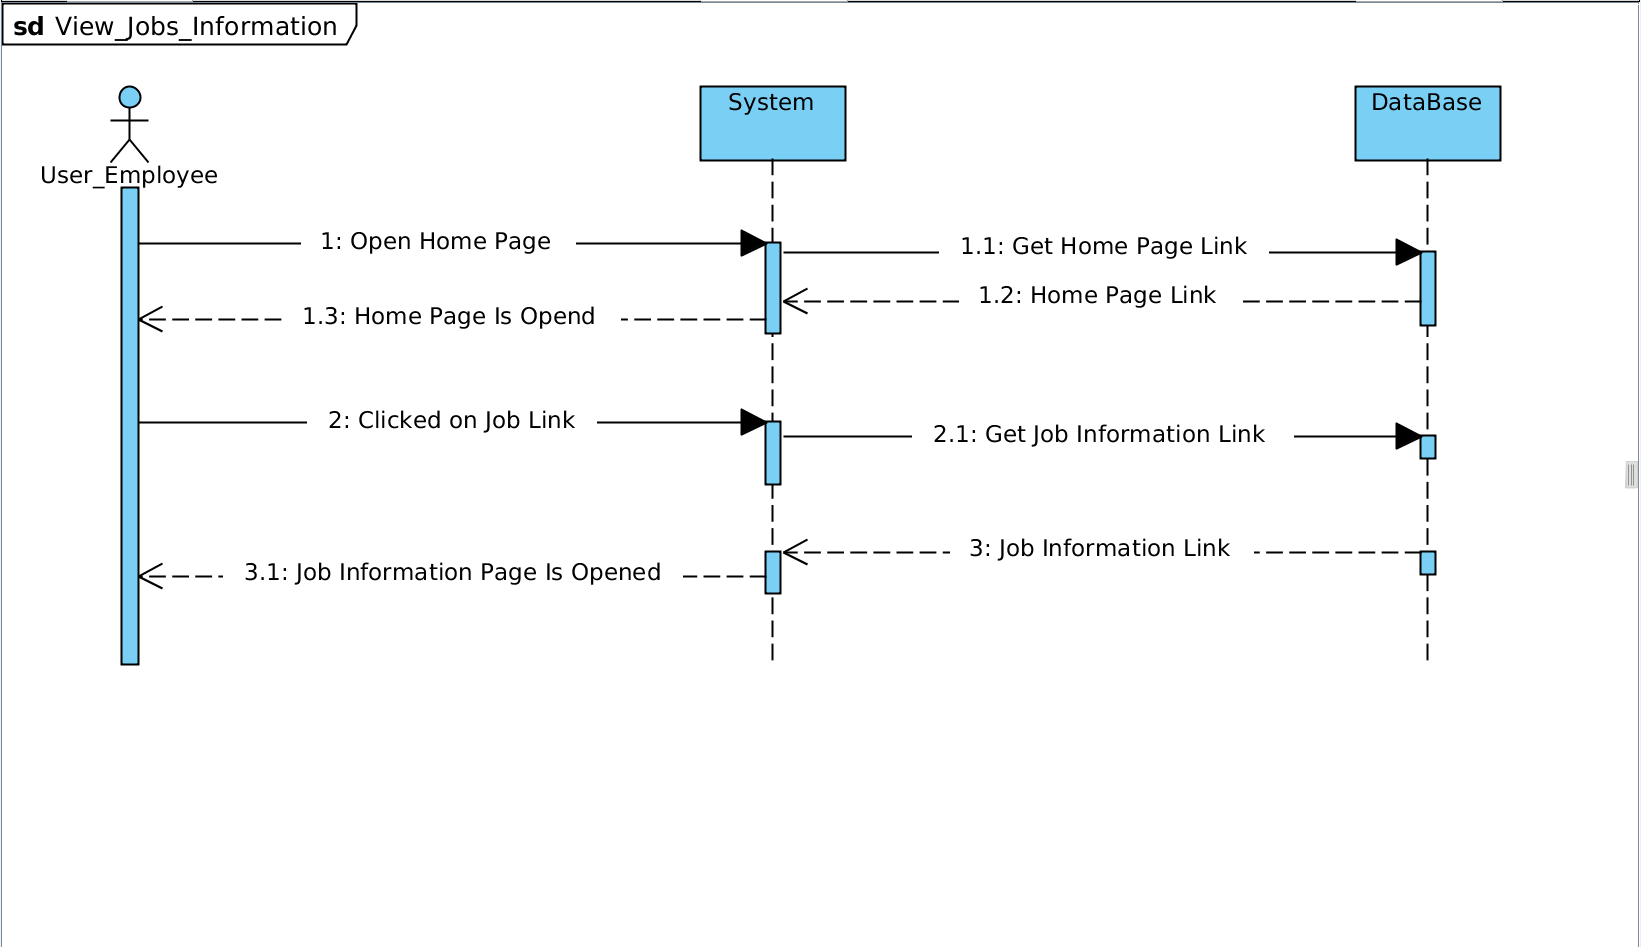 sd View_Jobs_Information
System
DataBase
User_Employee
1: Open Home Page
1.1: Get Home Page Link
1.2: Home Page Link
1.3: Home Page Is Opend
2: Clicked on Job Link
2.1: Get Job Information Link
3: Job Information Link
3.1: Job Information Page Is Opened